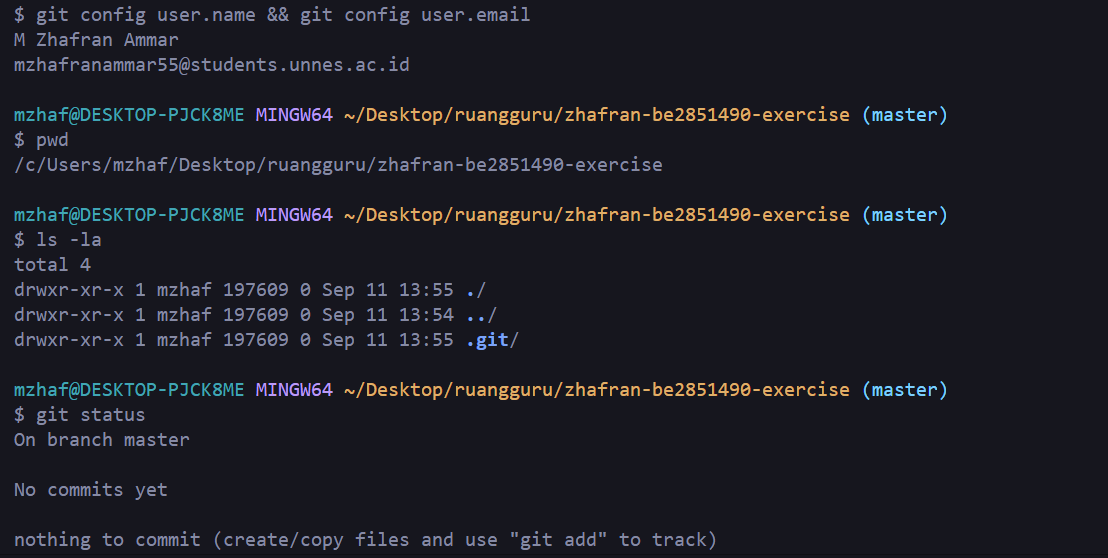 $ git config user.name && git config user.email
M Zhafran Ammar
mzhafranammar55@students.unnes.ac.id
mzhaf@DESKTOP-PJCK8ME MINGW64 ~/Desktop/ruangguru/zhafran-be2851490-exercise (master)
$ pwd
/c/Users/mzhaf/Desktop/ruangguru/zhafran-be2851490-exercise
mzhaf@DESKTOP-PJCK8ME MINGW64 ~/Desktop/ruangguru/zhafran-be2851490-exercise (master)
$ ls -la
total 4
drwxr-xr-x 1 mzhaf 197609 0 Sep 11 13:55 ./
drwxr-xr-x 1 mzhaf 197609 0 Sep 11 13:54 ../
drwxr-xr-x 1 mzhaf 197609 0 Sep 11 13:55 .git/
mzhaf@DESKTOP-PJCK8ME MINGW64 ~/Desktop/ruangguru/zhafran-be2851490-exercise (master)
$ git status
On branch master
No commits yet
nothing to commit (create/copy files and use "git add" to track)